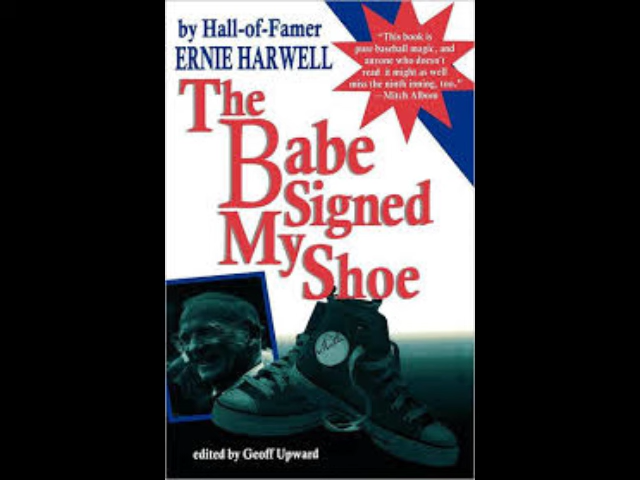 by Hall-of-Famer
ERNIE HARWELL
"This book is
pure baseball magic, and
anyone who doesn't
read it might as well
miss the ninth inning, too."
—Mitch Albom
The
Babe
Signed
My
Shoe
edited by Geoff Upward